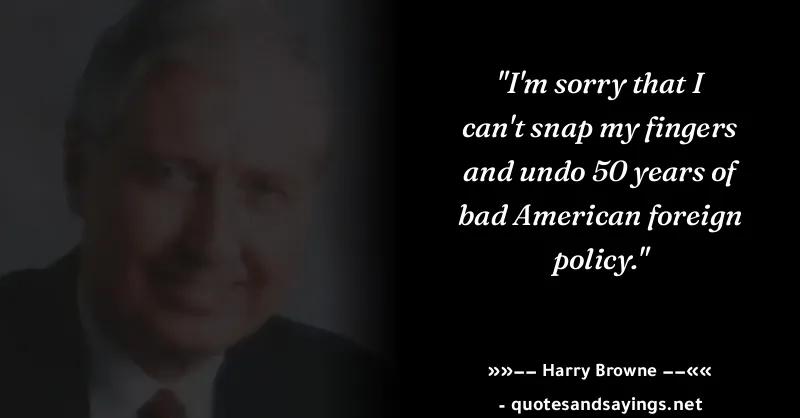 "I'm sorry that I
can't snap my fingers
and undo 50 years of
bad American foreign
policy."
»»−− Harry Browne −−««
- quotesandsayings.net